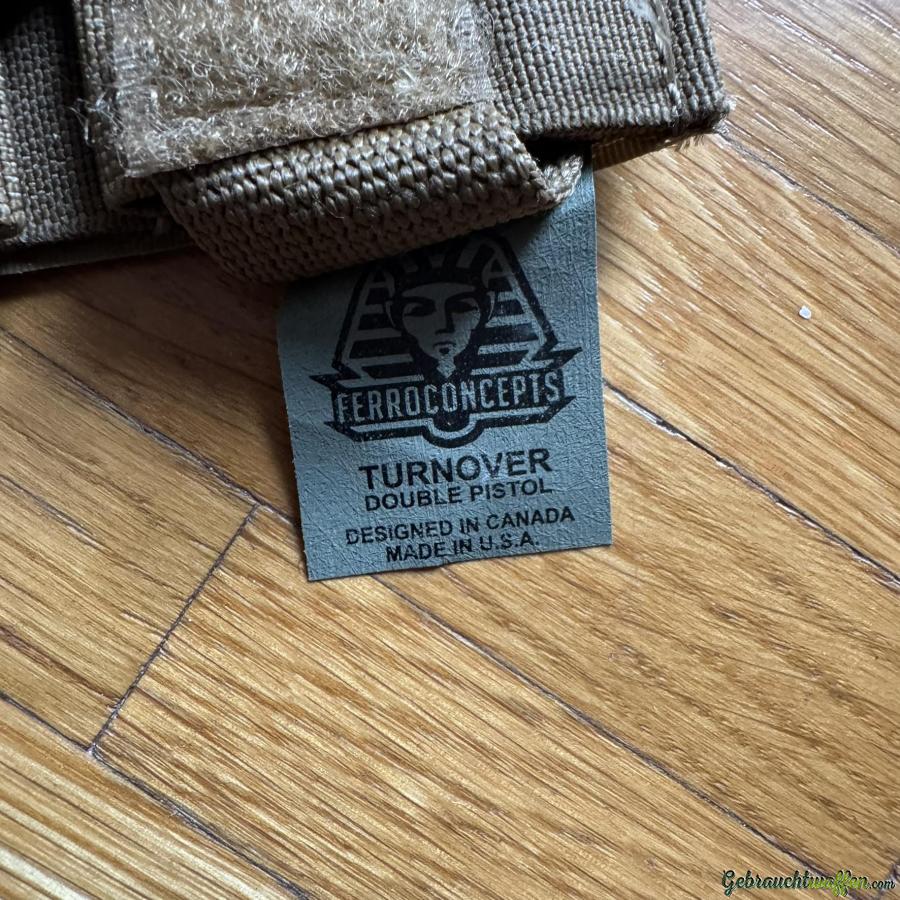 FERROCONCEPTS
TURNOVER
DOUBLE PISTOL
DESIGNED IN CANADA
MADE IN U.S.A.
Gebrauchtwaffen.com